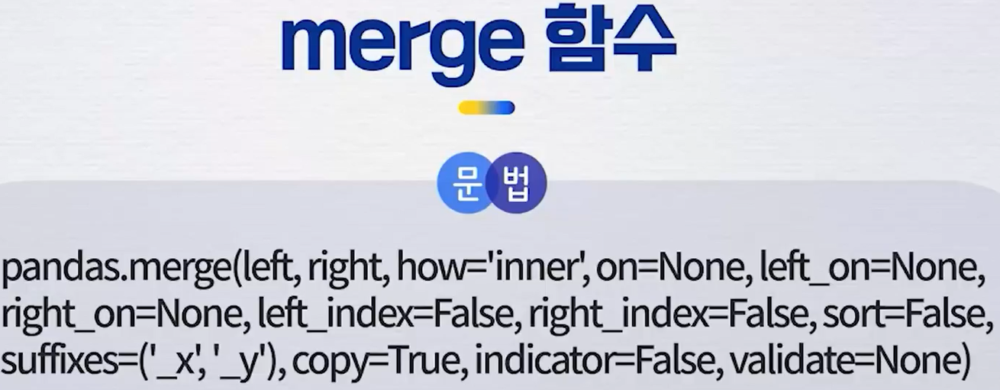 merge 함수
문법
pandas.merge(left, right, how='inner', on=None, left_on=None,
right_on=None, left_index=False, right_index=False, sort=False,
suffixes=('_x', '_y'), copy=True, indicator=False, validate=None)